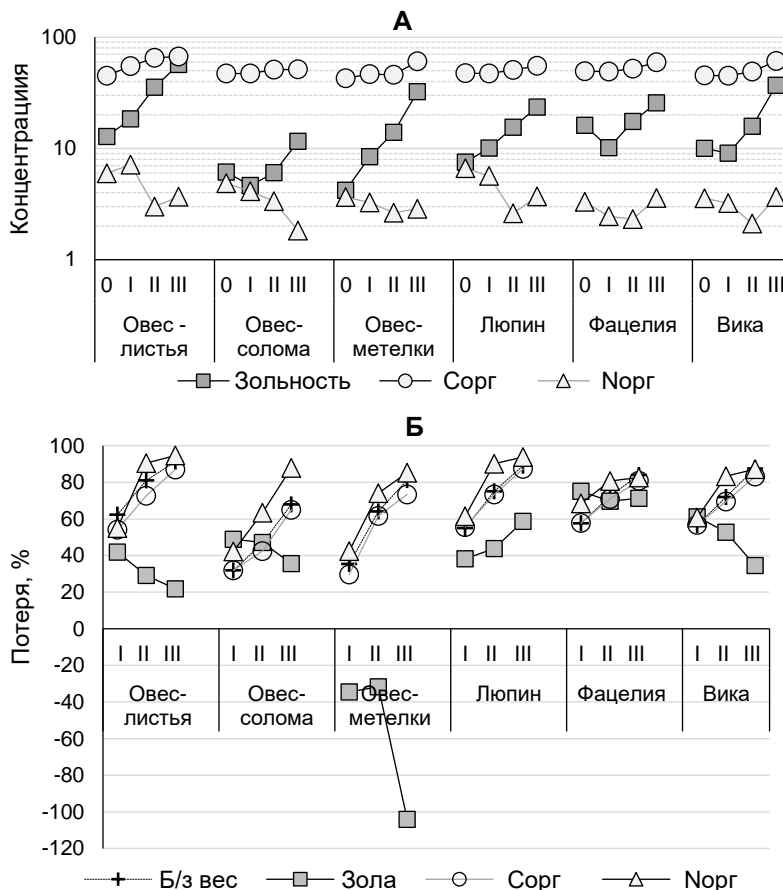 А
Концентрациия
100
10
1
0 I II III 0 I II III 0 I II III 0 I II III 0 I II III 0 I II III
Овес - листья Овес- солома Овес- метелки Люпин Фацелия Вика
Зольность Сорг Nорг
Б
Потеря, %
100
80
60
40
20
0
-20
-40
-60
-80
-100
-120
I II III I II III I II III I II III I II III I II III
Овес- листья Овес- солома Овес- метелки Люпин Фацелия Вика
Б/з вес Зола Сорг Nорг